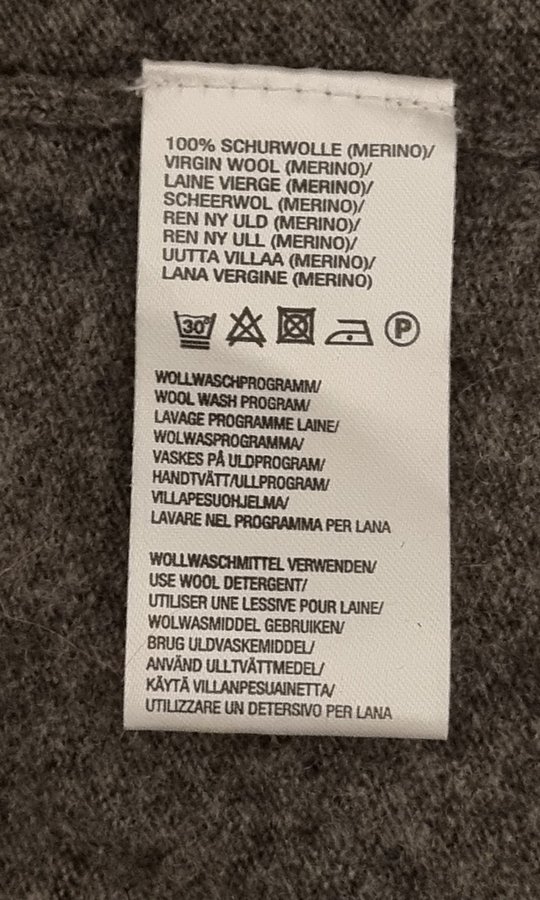 100% SCHURWOLLE (MERINO)/
VIRGIN WOOL (MERINO)/
LAINE VIERGE (MERINO)/
SCHEERWOL (MERINO)/
REN NY ULD (MERINO)/
REN NY ULL (MERINO)/
UUTTA VILLAA (MERINO)/
LANA VERGINE (MERINO)
30° P
WOLLWASCHPROGRAMM/
WOOL WASH PROGRAM/
LAVAGE PROGRAMME LAINE/
WOLWASPROGRAMMA/
VASKES PÅ ULDPROGRAM/
HANDTVÄTT/ULLPROGRAM/
VILLAPESUOHJELMA/
LAVARE NEL PROGRAMMA PER LANA
WOLLWASCHMITTEL VERWENDEN/
USE WOOL DETERGENT/
UTILISER UNE LESSIVE POUR LAINE/
WOLWASMIDDEL GEBRUIKEN/
BRUG ULDVASKEMIDDEL/
ANVÄND ULLTVÄTTMEDEL/
KÄYTÄ VILLANPESUAINETTA/
UTILIZZARE UN DETERSIVO PER LANA